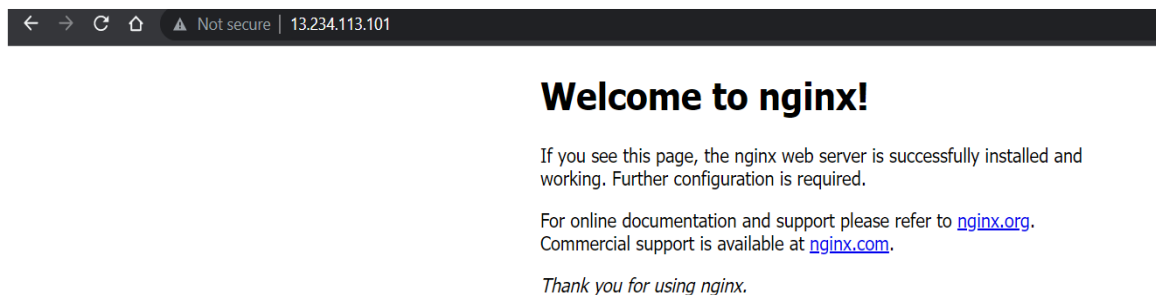 Not secure | 13.234.113.101
Welcome to nginx!
If you see this page, the nginx web server is successfully installed and
working. Further configuration is required.
For online documentation and support please refer to nginx.org.
Commercial support is available at nginx.com.
Thank you for using nginx.